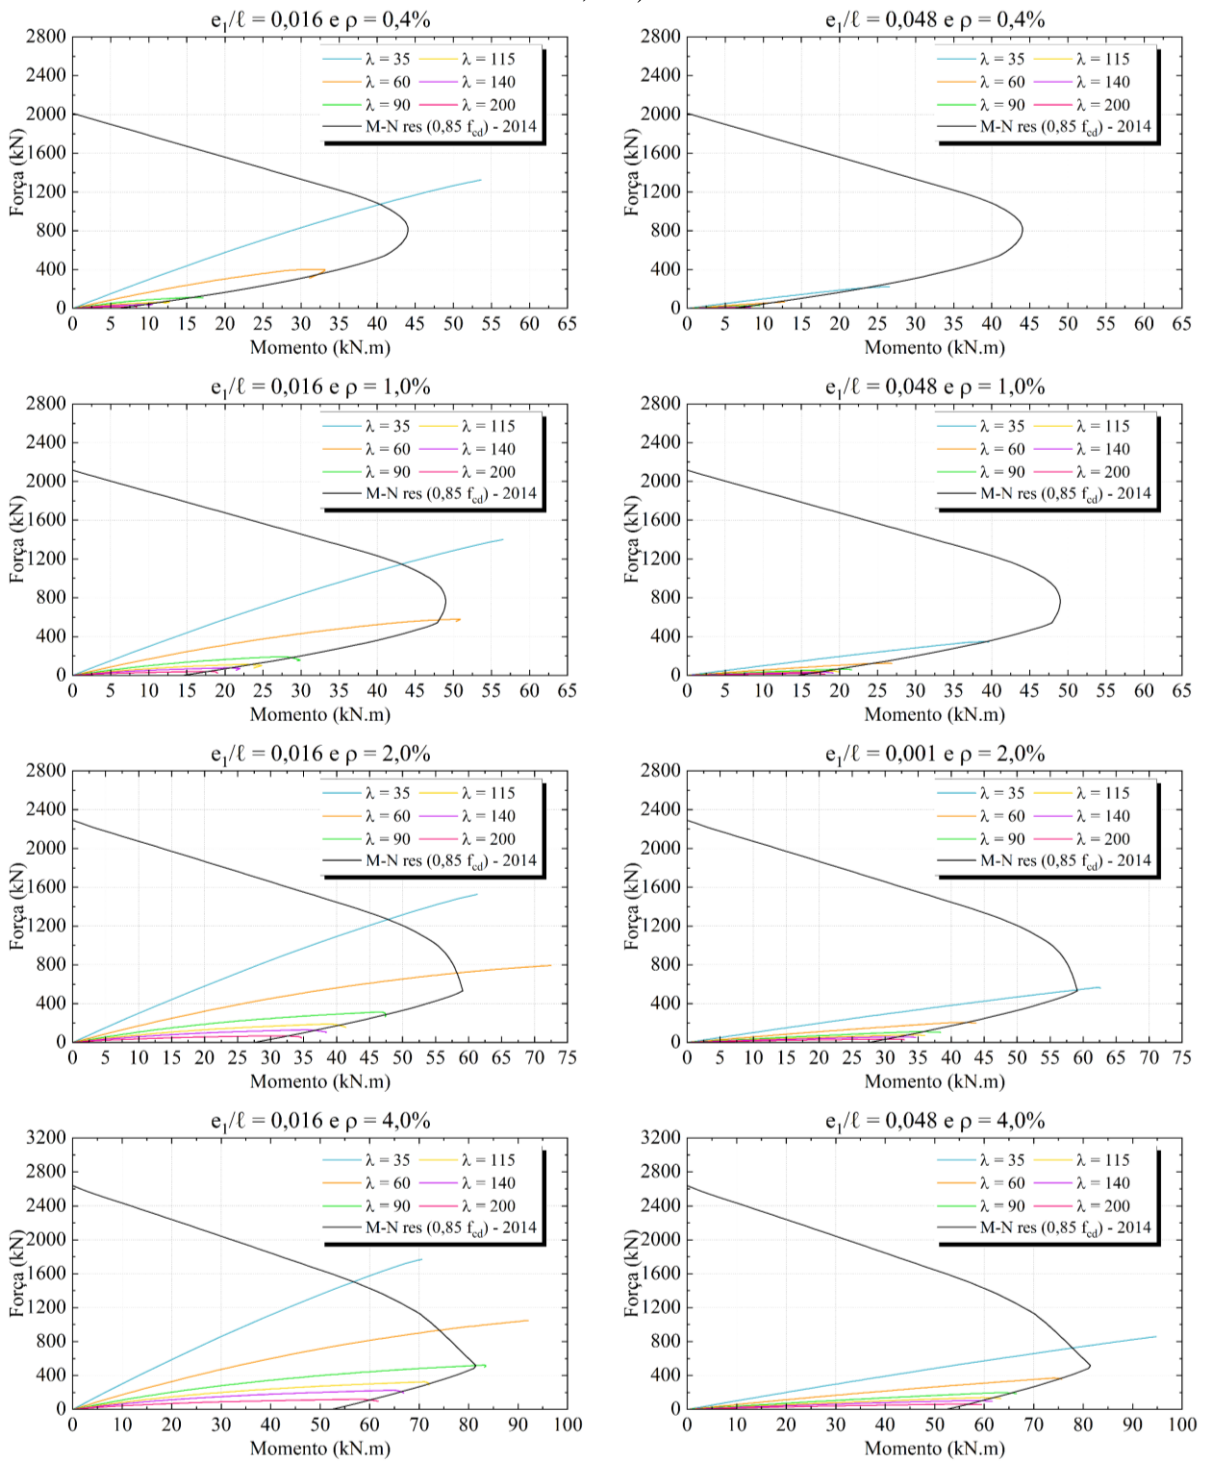 e₁/ℓ = 0,016 e ρ = 0,4%
2800
2400
2000
1600
1200
800
400
0
Força (kN)
λ = 35 λ = 115
λ = 60 λ = 140
λ = 90 λ = 200
M-N res (0,85 f_cd) - 2014
0 5 10 15 20 25 30 35 40 45 50 55 60 65
Momento (kN.m)
e₁/ℓ = 0,048 e ρ = 0,4%
2800
2400
2000
1600
1200
800
400
0
Força (kN)
λ = 35 λ = 115
λ = 60 λ = 140
λ = 90 λ = 200
M-N res (0,85 f_cd) - 2014
0 5 10 15 20 25 30 35 40 45 50 55 60 65
Momento (kN.m)
e₁/ℓ = 0,016 e ρ = 1,0%
2800
2400
2000
1600
1200
800
400
0
Força (kN)
λ = 35 λ = 115
λ = 60 λ = 140
λ = 90 λ = 200
M-N res (0,85 f_cd) - 2014
0 5 10 15 20 25 30 35 40 45 50 55 60 65
Momento (kN.m)
e₁/ℓ = 0,048 e ρ = 1,0%
2800
2400
2000
1600
1200
800
400
0
Força (kN)
λ = 35 λ = 115
λ = 60 λ = 140
λ = 90 λ = 200
M-N res (0,85 f_cd) - 2014
0 5 10 15 20 25 30 35 40 45 50 55 60 65
Momento (kN.m)
e₁/ℓ = 0,016 e ρ = 2,0%
2800
2400
2000
1600
1200
800
400
0
Força (kN)
λ = 35 λ = 115
λ = 60 λ = 140
λ = 90 λ = 200
M-N res (0,85 f_cd) - 2014
0 5 10 15 20 25 30 35 40 45 50 55 60 65 70 75
Momento (kN.m)
e₁/ℓ = 0,001 e ρ = 2,0%
2800
2400
2000
1600
1200
800
400
0
Força (kN)
λ = 35 λ = 115
λ = 60 λ = 140
λ = 90 λ = 200
M-N res (0,85 f_cd) - 2014
0 5 10 15 20 25 30 35 40 45 50 55 60 65 70 75
Momento (kN.m)
e₁/ℓ = 0,016 e ρ = 4,0%
3200
2800
2400
2000
1600
1200
800
400
0
Força (kN)
λ = 35 λ = 115
λ = 60 λ = 140
λ = 90 λ = 200
M-N res (0,85 f_cd) - 2014
0 10 20 30 40 50 60 70 80 90 100
Momento (kN.m)
e₁/ℓ = 0,048 e ρ = 4,0%
3200
2800
2400
2000
1600
1200
800
400
0
Força (kN)
λ = 35 λ = 115
λ = 60 λ = 140
λ = 90 λ = 200
M-N res (0,85 f_cd) - 2014
0 10 20 30 40 50 60 70 80 90 100
Momento (kN.m)